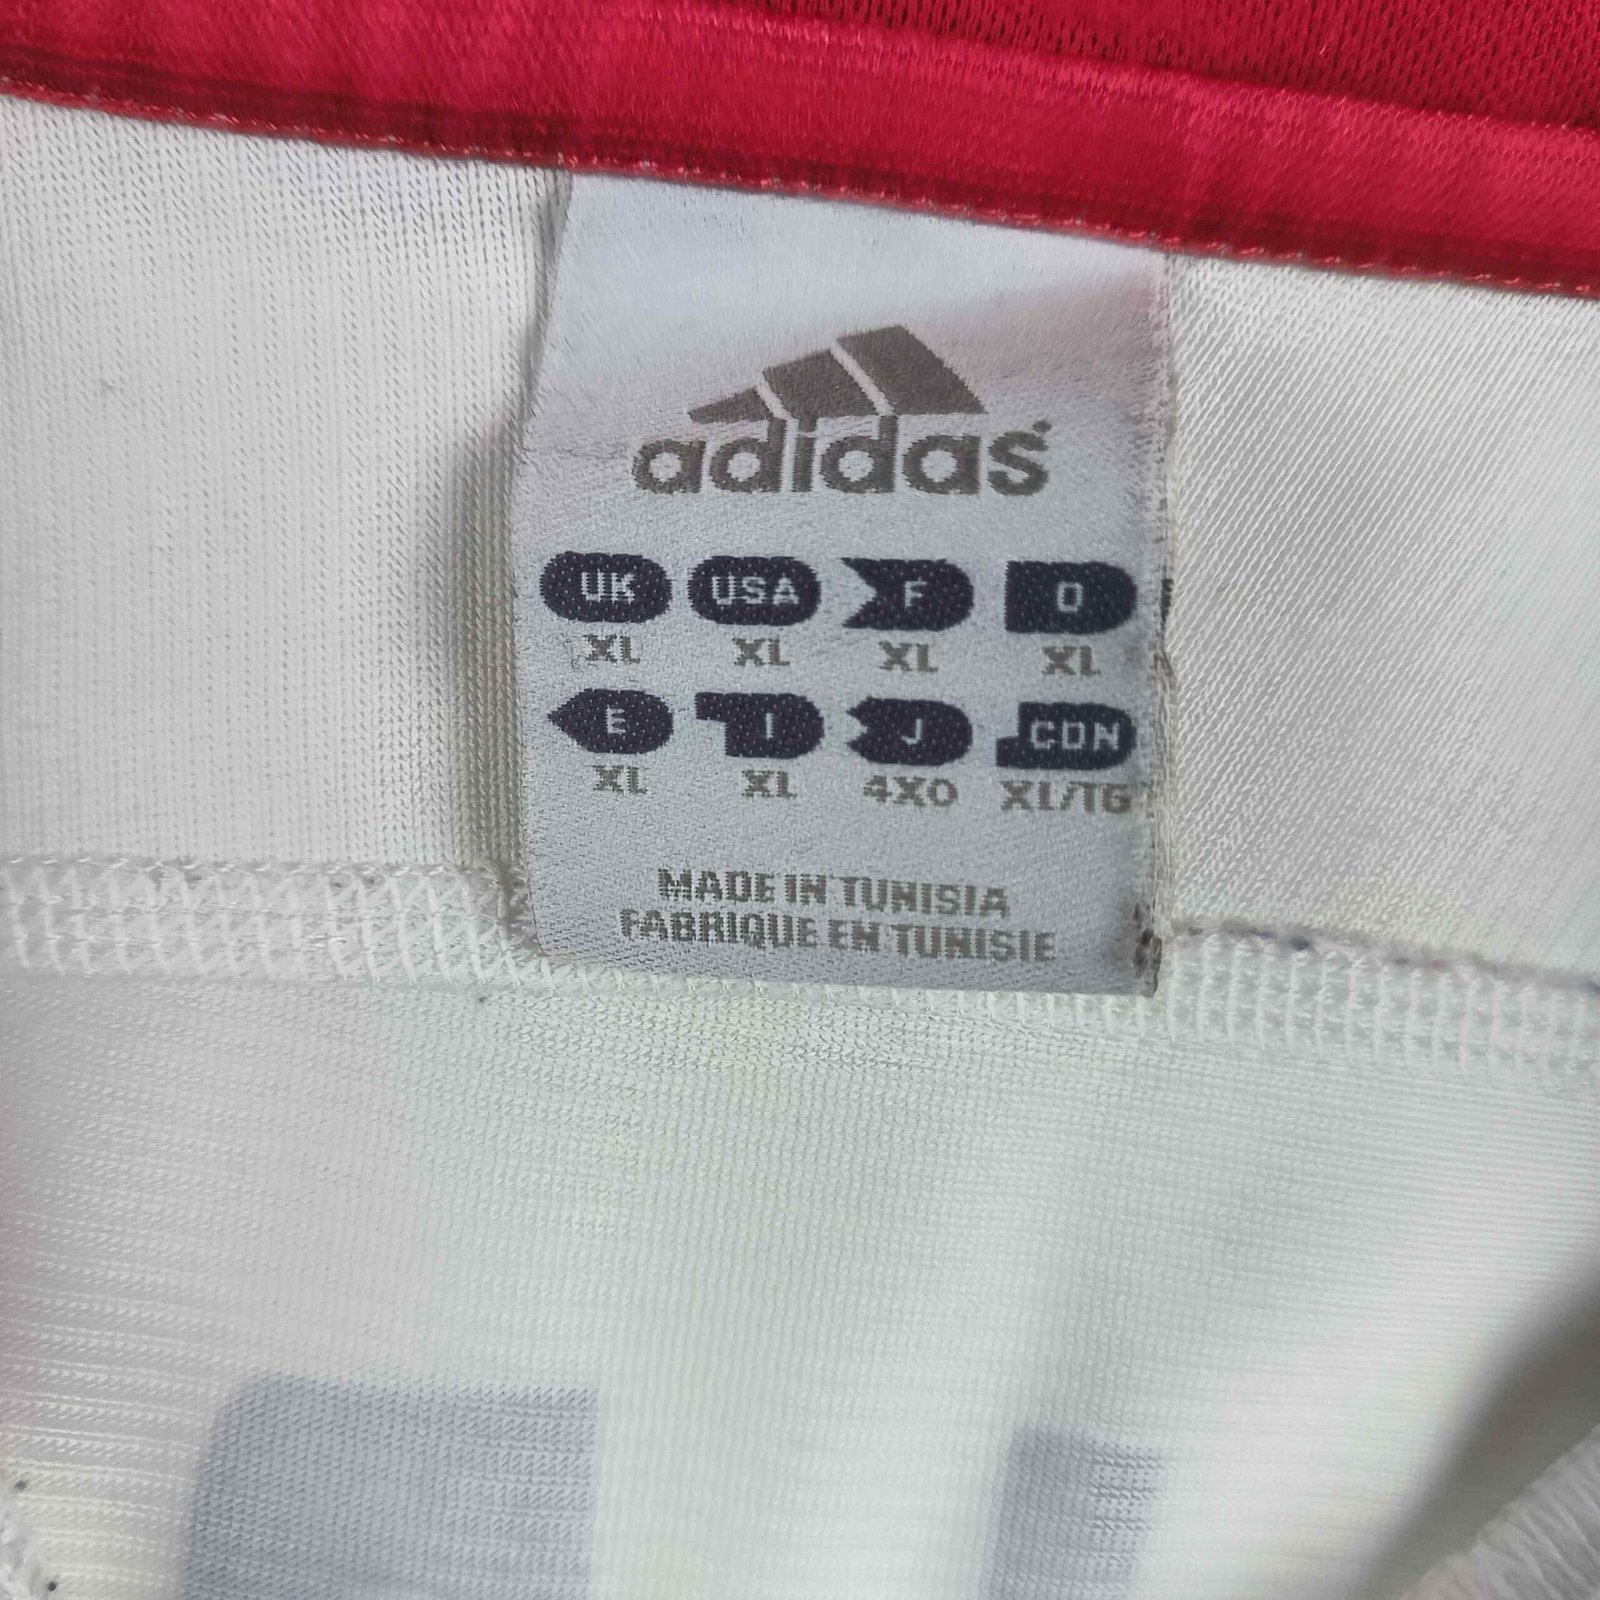 adidas
UK USA F D
XL XL XL XL
E I J CDN
XL XL 4XO XL/TG
MADE IN TUNISIA
FABRIQUE EN TUNISIE